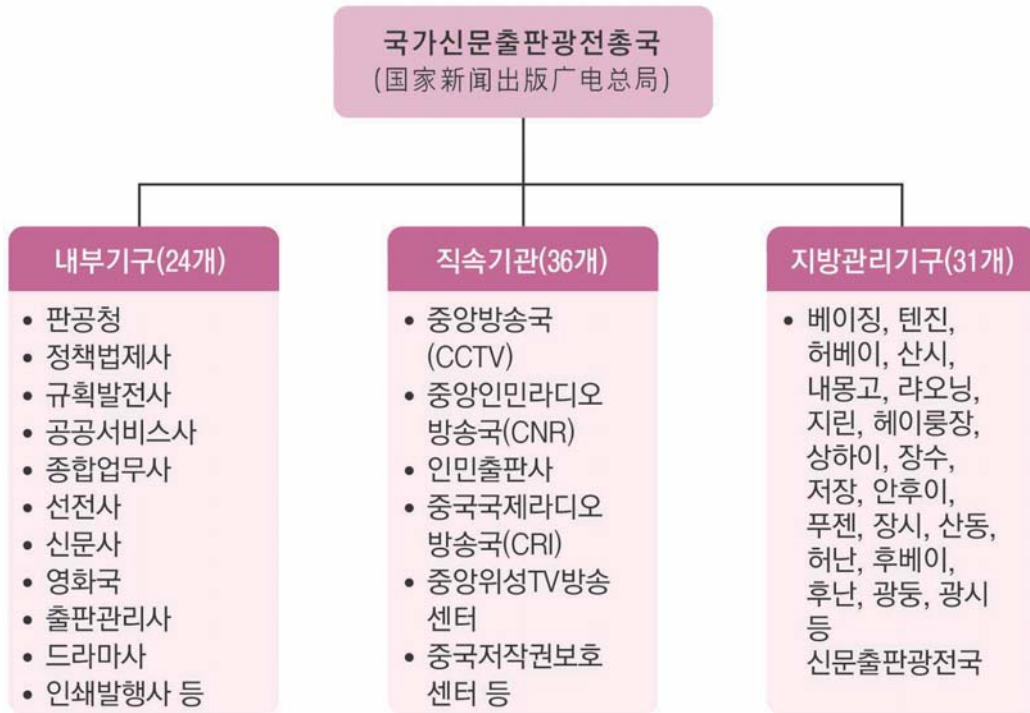 국가신문출판광전총국
(国家新闻出版广电总局)
내부기구(24개)
• 판공청
• 정책법제사
• 규획발전사
• 공공서비스사
• 종합업무사
• 선전사
• 신문사
• 영화국
• 출판관리사
• 드라마사
• 인쇄발행사 등
직속기관(36개)
• 중앙방송국
(CCTV)
• 중앙인민라디오
방송국(CNR)
• 인민출판사
• 중국국제라디오
방송국(CRI)
• 중앙위성TV방송
센터
• 중국저작권보호
센터 등
지방관리기구(31개)
• 베이징, 텐진,
허베이, 산시,
내몽고, 랴오닝,
지린, 헤이룽장,
상하이, 장수,
저장, 안후이,
푸젠, 장시, 산동,
허난, 후베이,
후난, 광둥, 광시
등
신문출판광전국